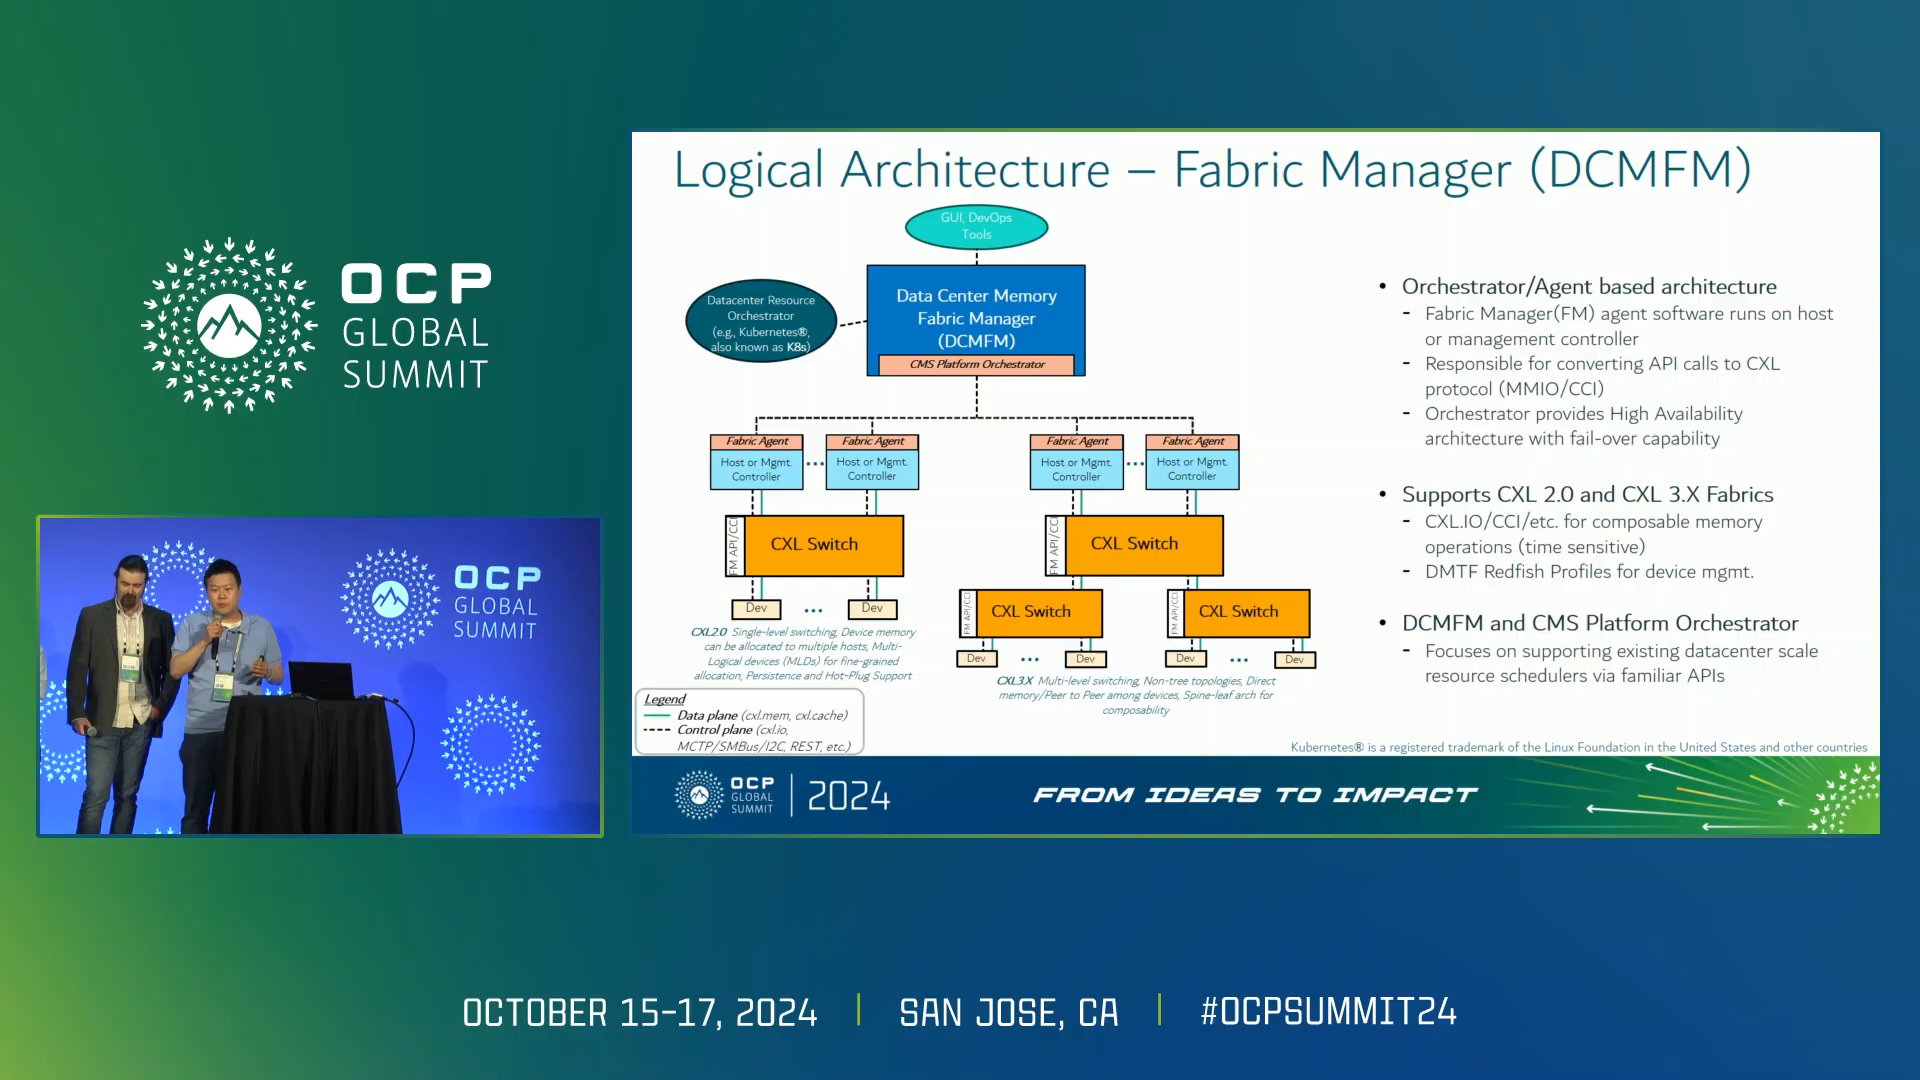 OCP
GLOBAL
SUMMIT
OCP
GLOBAL
SUMMIT
Logical Architecture – Fabric Manager (DCMFM)
GUI, DevOps
Tools
Datacenter Resource
Orchestrator
(e.g., Kubernetes®,
also known as K8s)
Data Center Memory
Fabric Manager
(DCMFM)
CMS Platform Orchestrator
Fabric Agent
Host or Mgmt.
Controller
...
Fabric Agent
Host or Mgmt.
Controller
Fabric Agent
Host or Mgmt.
Controller
...
Fabric Agent
Host or Mgmt.
Controller
FM API/CCI
CXL Switch
Dev
...
Dev
CXL2.0 Single-level switching, Device memory
can be allocated to multiple hosts, Multi-
Logical devices (MLDs) for fine-grained
allocation, Persistence and Hot-Plug Support
FM API/CCI
CXL Switch
FM API/CCI
CXL Switch
FM API/CCI
CXL Switch
Dev
...
Dev
Dev
...
Dev
CXL3.X Multi-level switching, Non-tree topologies, Direct
memory/Peer to Peer among devices, Spine-leaf arch for
composability
Legend
Data plane (cxl.mem, cxl.cache)
Control plane (cxl.io,
MCTP/SMBus/I2C, REST, etc.)
• Orchestrator/Agent based architecture
- Fabric Manager(FM) agent software runs on host
or management controller
- Responsible for converting API calls to CXL
protocol (MMIO/CCI)
- Orchestrator provides High Availability
architecture with fail-over capability
• Supports CXL 2.0 and CXL 3.X Fabrics
- CXL.IO/CCI/etc. for composable memory
operations (time sensitive)
- DMTF Redfish Profiles for device mgmt.
• DCMFM and CMS Platform Orchestrator
- Focuses on supporting existing datacenter scale
resource schedulers via familiar APIs
Kubernetes® is a registered trademark of the Linux Foundation in the United States and other countries
OCP
GLOBAL
SUMMIT
2024
FROM IDEAS TO IMPACT
OCTOBER 15-17, 2024 | SAN JOSE, CA | #OCPSUMMIT24